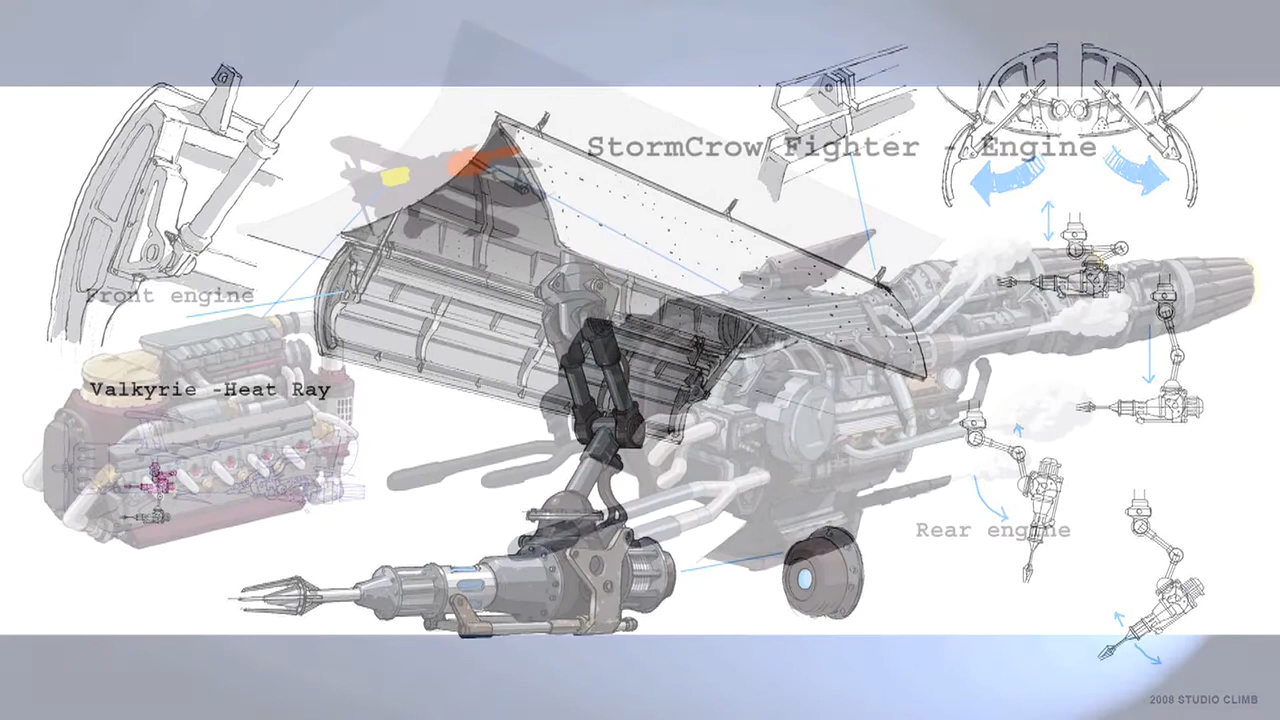 StormCrow Fighter - Engine
Front engine
Valkyrie -Heat Ray
Rear engine
2008 STUDIO CLIMB